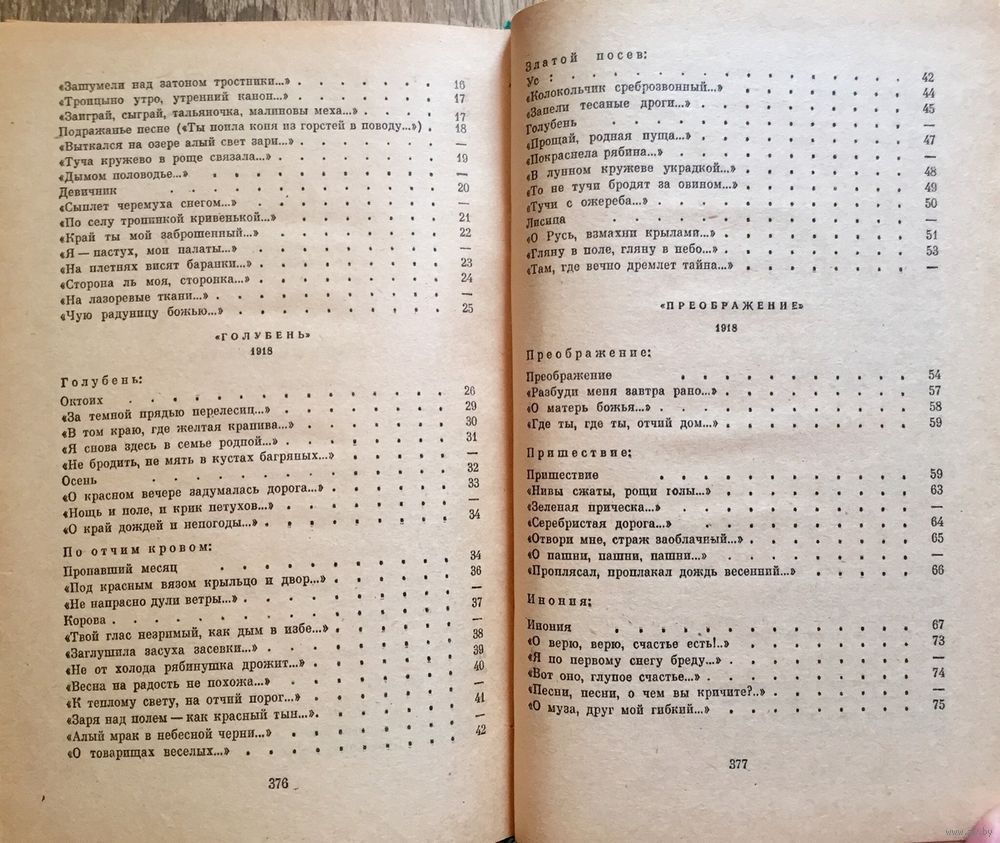 «Зашумели над затоном тростники...» 16
«Троицыно утро, утренний канон...» 17
«Заиграй, сыграй, тальяночка, малиновы меха...» 17
Подражанье песне («Ты поила коня из горстей в поводу...») 18
«Выткался на озере алый свет зари...» —
«Туча кружево в роще связала...» 19
«Дымом половодье...» —
Девичник 20
«Сыплет черемуха снегом...» —
«По селу тропинкой кривенькой...» 21
«Край ты мой заброшенный...» 22
«Я — пастух, мои палаты...» —
«На плетнях висят баранки...» 23
«Сторона ль моя, сторонка...» 24
«На лазоревые ткани...» —
«Чую радуницу божью...» 25
«ГОЛУБЕНЬ»
1918
Голубень:
Октоих 26
«За темной прядью перелесиц...» 29
«В том краю, где желтая крапива...» 30
«Я снова здесь в семье родной...» 31
«Не бродить, не мять в кустах багряных...» —
Осень 32
«О красном вечере задумалась дорога...» 33
«Нощь и поле, и крик петухов...» —
«О край дождей и непогоды...» 34
По отчим кровом:
Пропавший месяц 34
«Под красным вязом крыльцо и двор...» 36
«Не напрасно дули ветры...» —
Корова 37
«Твой глас незримый, как дым в избе...» —
«Заглушила засуха засевки...» 38
«Не от холода рябинушка дрожит...» 39
«Весна на радость не похожа...» 40
«К теплому свету, на отчий порог...» —
«Заря над полем — как красный тын...». 41
«Алый мрак в небесной черни...» —
«О товарищах веселых...» 42
376
Златой посев:
Ус : 42
«Колокольчик среброзвонный...» 44
«Запели тесаные дроги...» 45
Голубень —
«Прощай, родная пуща...» 47
«Покраснела рябина...» —
«В лунном кружеве украдкой...» 48
«То не тучи бродят за овином...» 49
«Тучи с ожереба...» 50
Лисица —
«О Русь, взмахни крылами...» 51
«Гляну в поле, гляну в небо...» 53
«Там, где вечно дремлет тайна...» —
«ПРЕОБРАЖЕНИЕ»
1918
Преображение:
Преображение 54
«Разбуди меня завтра рано...» 57
«О матерь божья...» 58
«Где ты, где ты, отчий дом...» 59
Пришествие:
Пришествие 59
«Нивы сжаты, рощи голы...» 63
«Зеленая прическа...» —
«Серебристая дорога...» 64
«Отвори мне, страж заоблачный...» 65
«О пашни, пашни, пашни...» —
«Проплясал, проплакал дождь весенний...» 66
Инония:
Инония 67
«О верю, верю, счастье есть!..» 73
«Я по первому снегу бреду...» —
«Вот оно, глупое счастье...» 74
«Песни, песни, о чем вы кричите?..» —
«О муза, друг мой гибкий...» 75
377